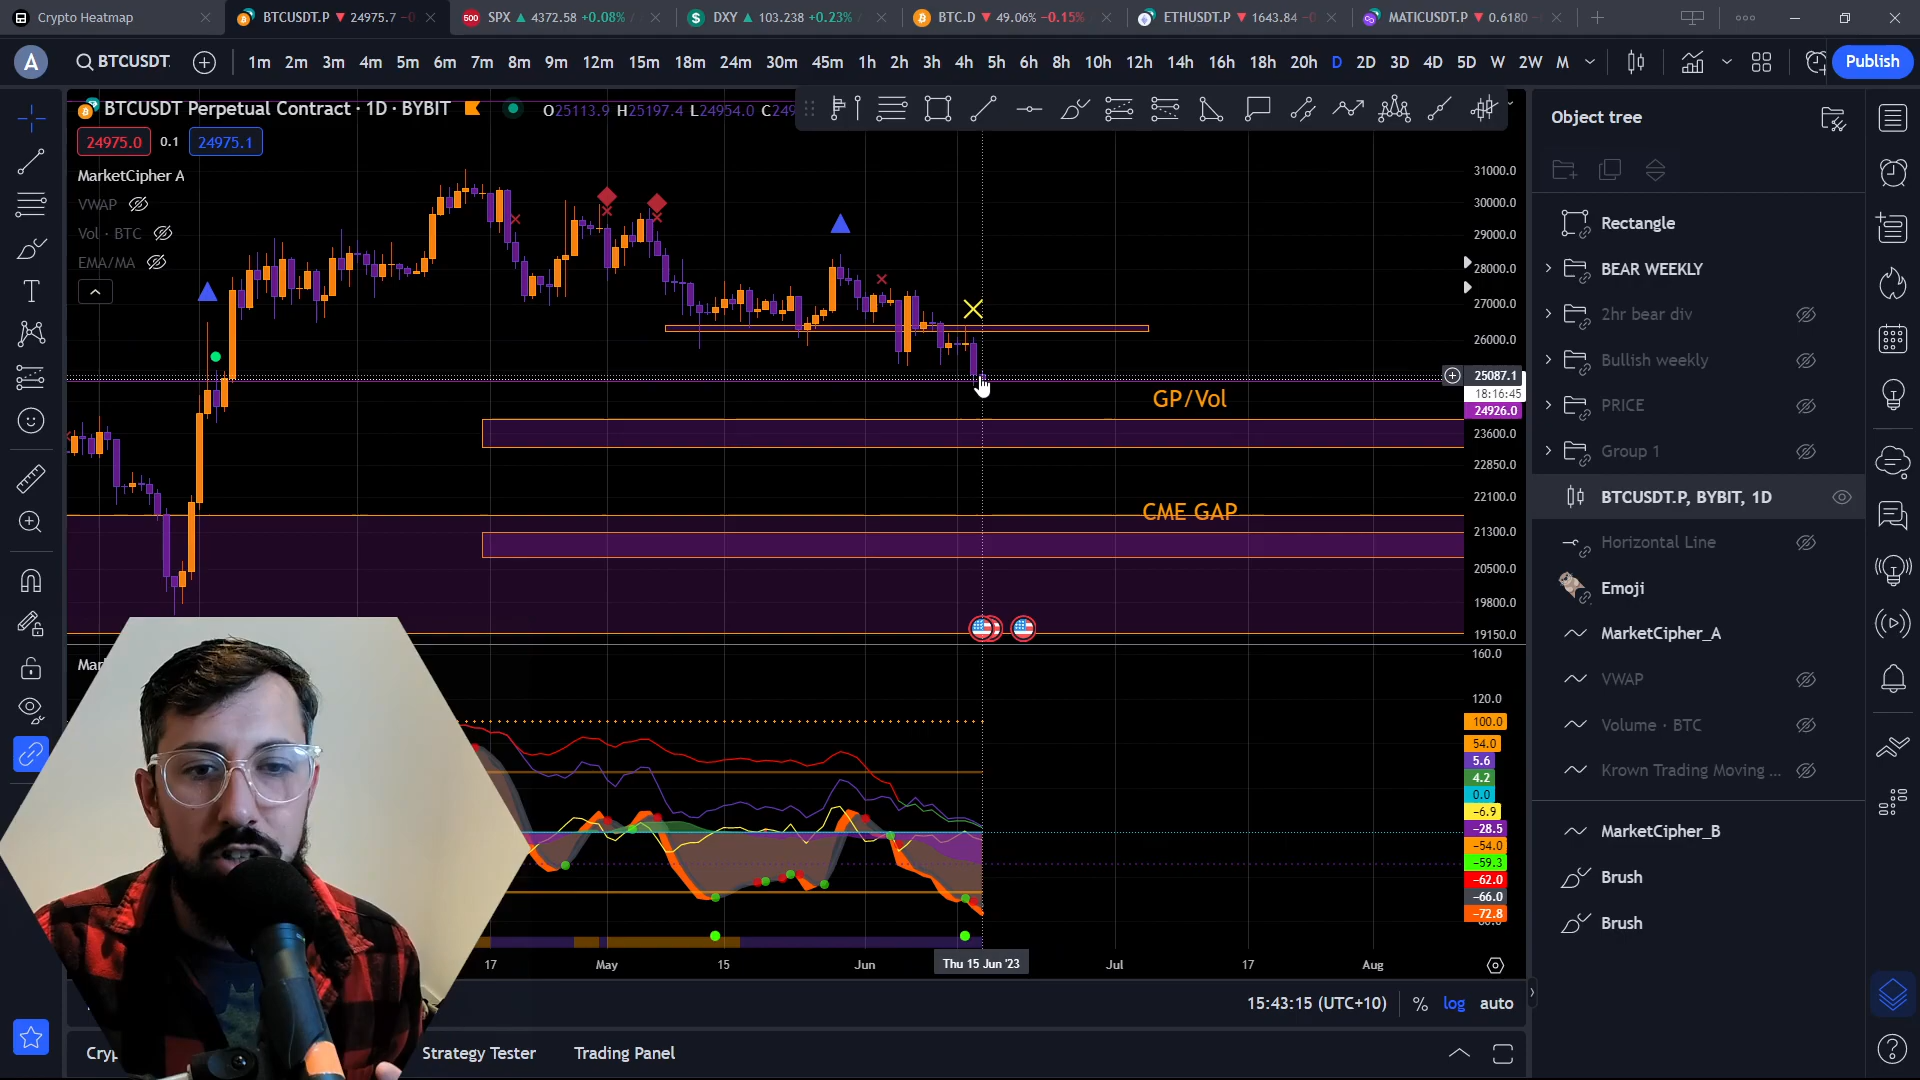 Crypto Heatmap
BTCUSDT.P ▼ 24975.7 −0
SPX ▲ 4372.58 +0.08%
DXY ▲ 103.238 +0.23%
BTC.D ▼ 49.06% −0.15%
ETHUSDT.P ▼ 1643.84
MATICUSDT.P ▼ 0.6180
A
BTCUSDT.
1m 2m 3m 4m 5m 6m 7m 8m 9m 12m 15m 18m 24m 30m 45m 1h 2h 3h 4h 5h 6h 8h 10h 12h 14h 16h 18h 20h D 2D 3D 4D 5D W 2W M
Publish
BTCUSDT Perpetual Contract · 1D · BYBIT
O25113.9 H25197.4 L24954.0 C249
24975.0
0.1
24975.1
MarketCipher A
VWAP
Vol · BTC
EMA/MA
31000.0
30000.0
29000.0
28000.0
27000.0
26000.0
25087.1
18:16:45
24926.0
23600.0
22850.0
22100.0
21300.0
20500.0
19800.0
19150.0
GP/Vol
CME GAP
160.0
120.0
100.0
54.0
5.6
4.2
0.0
−6.9
−28.5
−54.0
−59.3
−62.0
−66.0
−72.8
17
May
15
Jun
Thu 15 Jun '23
Jul
17
Aug
15:43:15 (UTC+10)
%
log
auto
Strategy Tester
Trading Panel
Object tree
Rectangle
BEAR WEEKLY
2hr bear div
Bullish weekly
PRICE
Group 1
BTCUSDT.P, BYBIT, 1D
Horizontal Line
Emoji
MarketCipher_A
VWAP
Volume · BTC
Krown Trading Moving ...
MarketCipher_B
Brush
Brush